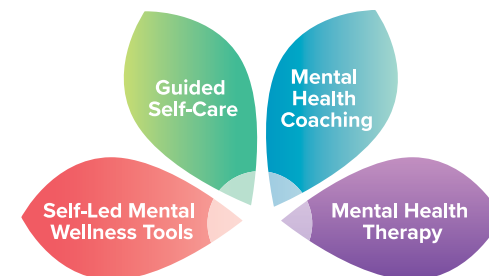 Guided
Self-Care
Mental
Health
Coaching
Self-Led Mental
Wellness Tools
Mental Health
Therapy